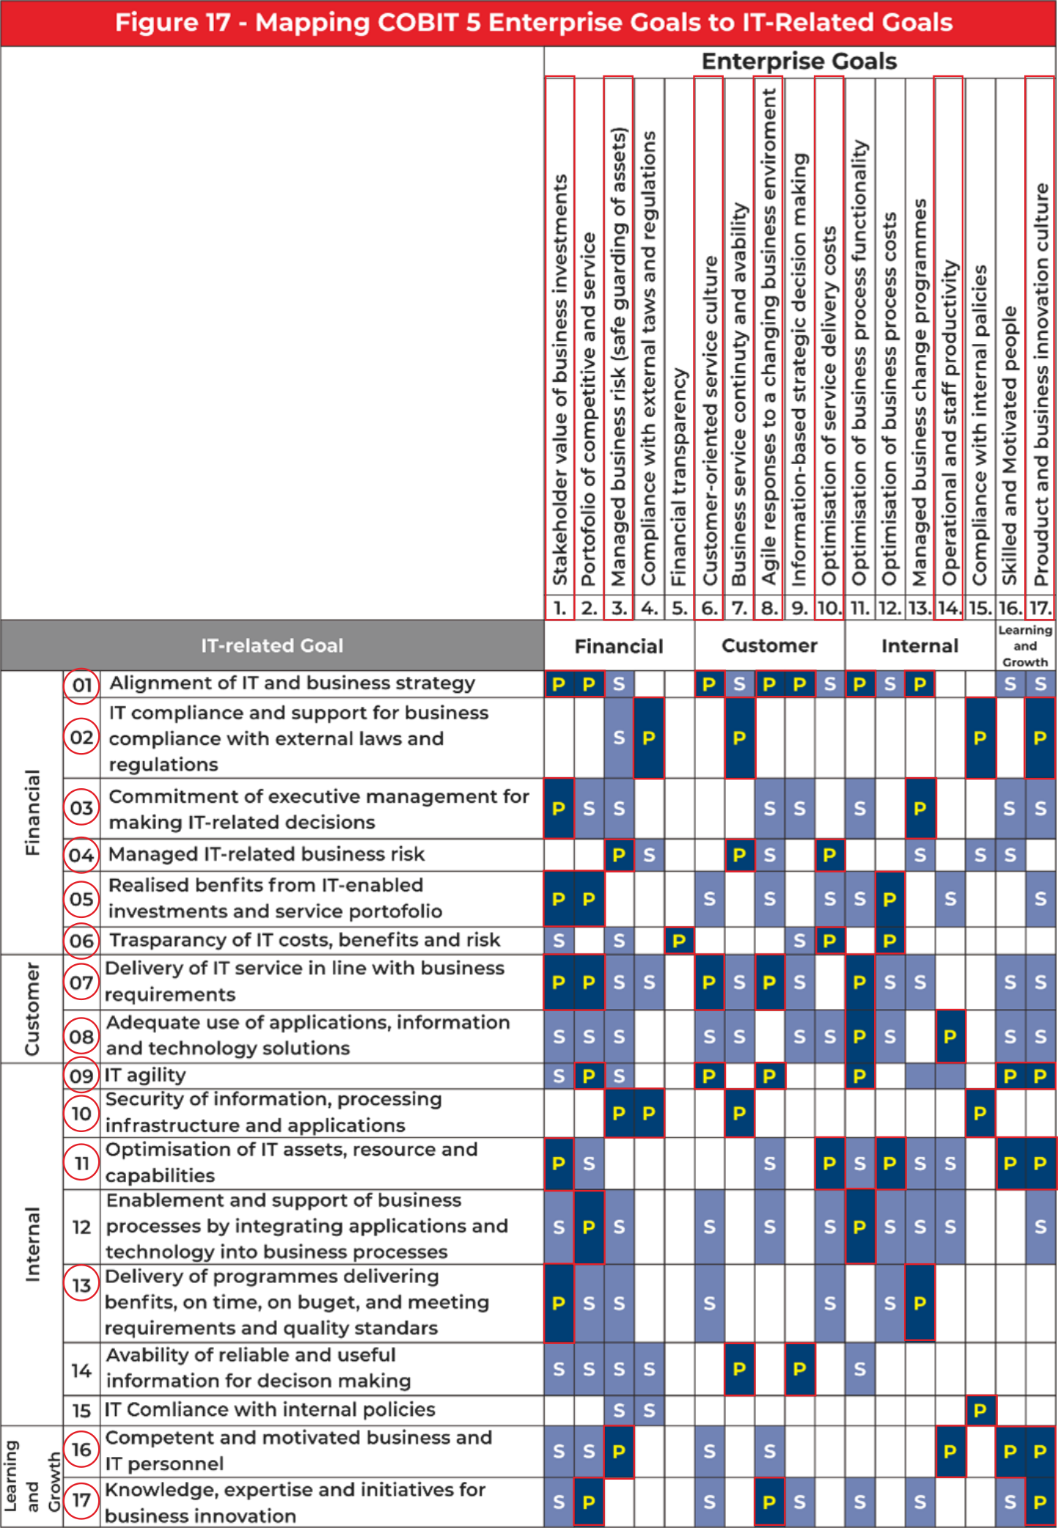 Figure 17 - Mapping COBIT 5 Enterprise Goals to IT-Related Goals
Enterprise Goals
Stakeholder value of business investments
Portofolio of competitive and service
Managed business risk (safe guarding of assets)
Compliance with external taws and regulations
Financial transparency
Customer-oriented service culture
Business service continuty and avability
Agile responses to a changing business enviroment
Information-based strategic decision making
Optimisation of service delivery costs
Optimisation of business process functionality
Optimisation of business process costs
Managed business change programmes
Operational and staff productivity
Compliance with internal palicies
Skilled and Motivated people
Prouduct and business innovation culture
1. 2. 3. 4. 5. 6. 7. 8. 9. 10. 11. 12. 13. 14. 15. 16. 17.
IT-related Goal
Financial
Customer
Internal
Learning
and
Growth
Financial
01 Alignment of IT and business strategy P P S P S P P S P S P S S
02 IT compliance and support for business
compliance with external laws and
regulations
S P P P P
03 Commitment of executive management for
making IT-related decisions
P S S S S S P S S
04 Managed IT-related business risk P S P S P S S S
05 Realised benfits from IT-enabled
investments and service portofolio
P P S S S S P S S
06 Trasparancy of IT costs, benefits and risk S S P S P P
Customer
07 Delivery of IT service in line with business
requirements
P P S S P S P S P S S S S
08 Adequate use of applications, information
and technology solutions
S S S S S S S P S P S S
Internal
09 IT agility S P S P P P P P
10 Security of information, processing
infrastructure and applications
P P P P
11 Optimisation of IT assets, resource and
capabilities
P S S P S P S S P P
12 Enablement and support of business
processes by integrating applications and
technology into business processes
S P S S S S P S S S S
13 Delivery of programmes delivering
benfits, on time, on buget, and meeting
requirements and quality standars
P S S S S S P
14 Avability of reliable and useful
information for decison making
S S S S P P S
15 IT Comliance with internal policies S S P
Learning
and
Growth
16 Competent and motivated business and
IT personnel
S S P S S P P P
17 Knowledge, expertise and initiatives for
business innovation
S P S P S S S S P